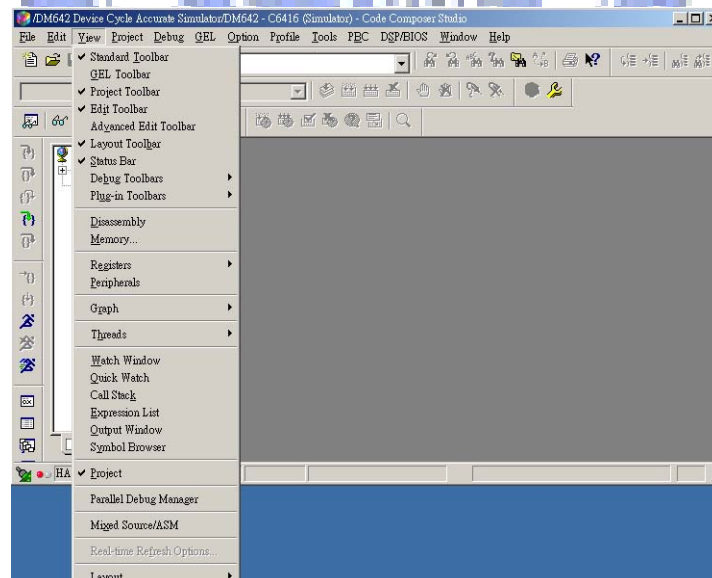 /DM642 Device Cycle Accurate Simulator/DM642 - C6416 (Simulator) - Code Composer Studio
File Edit View Project Debug GEL Option Profile Tools PBC DSP/BIOS Window Help
Standard Toolbar
GEL Toolbar
Project Toolbar
Edit Toolbar
Advanced Edit Toolbar
Layout Toolbar
Status Bar
Debug Toolbars
Plug-in Toolbars
Disassembly
Memory...
Registers
Peripherals
Graph
Threads
Watch Window
Quick Watch
Call Stack
Expression List
Output Window
Symbol Browser
HA
Project
Parallel Debug Manager
Mixed Source/ASM
Real-time Refresh Options...
Layout